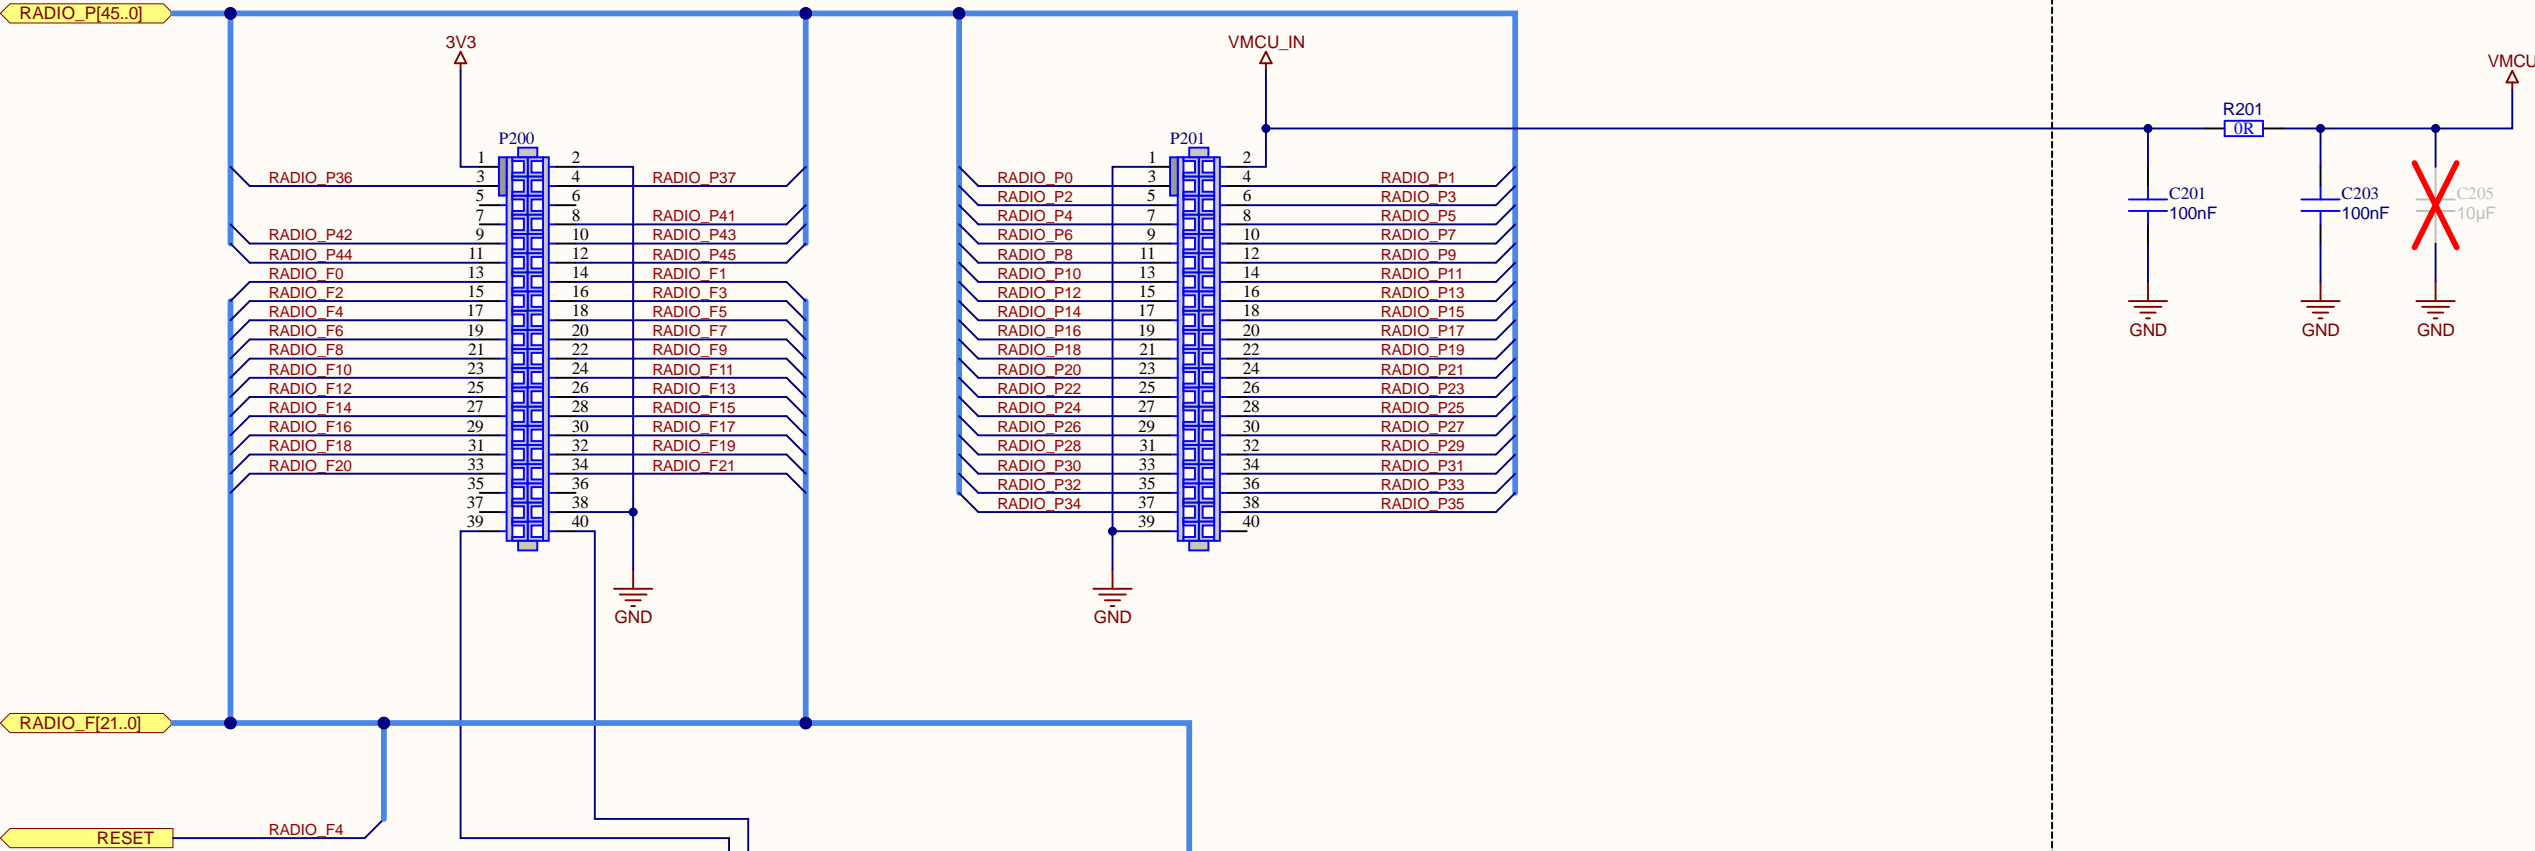 RADIO_P[45..0]
3V3
VMCU_IN
VMCU
R201
0R
P200
P201
1 2
1 2
RADIO_P36 3 4 RADIO_P37
RADIO_P0 3 4 RADIO_P1
5 6
RADIO_P2 5 6 RADIO_P3
7 8 RADIO_P41
RADIO_P4 7 8 RADIO_P5
RADIO_P42 9 10 RADIO_P43
RADIO_P6 9 10 RADIO_P7
RADIO_P44 11 12 RADIO_P45
RADIO_P8 11 12 RADIO_P9
RADIO_F0 13 14 RADIO_F1
RADIO_P10 13 14 RADIO_P11
RADIO_F2 15 16 RADIO_F3
RADIO_P12 15 16 RADIO_P13
RADIO_F4 17 18 RADIO_F5
RADIO_P14 17 18 RADIO_P15
RADIO_F6 19 20 RADIO_F7
RADIO_P16 19 20 RADIO_P17
RADIO_F8 21 22 RADIO_F9
RADIO_P18 21 22 RADIO_P19
RADIO_F10 23 24 RADIO_F11
RADIO_P20 23 24 RADIO_P21
RADIO_F12 25 26 RADIO_F13
RADIO_P22 25 26 RADIO_P23
RADIO_F14 27 28 RADIO_F15
RADIO_P24 27 28 RADIO_P25
RADIO_F16 29 30 RADIO_F17
RADIO_P26 29 30 RADIO_P27
RADIO_F18 31 32 RADIO_F19
RADIO_P28 31 32 RADIO_P29
RADIO_F20 33 34 RADIO_F21
RADIO_P30 33 34 RADIO_P31
35 36
RADIO_P32 35 36 RADIO_P33
37 38
RADIO_P34 37 38 RADIO_P35
39 40
39 40
C201
100nF
C203
100nF
C205
10µF
GND
GND
GND
GND
GND
RADIO_F[21..0]
RADIO_F4
RESET